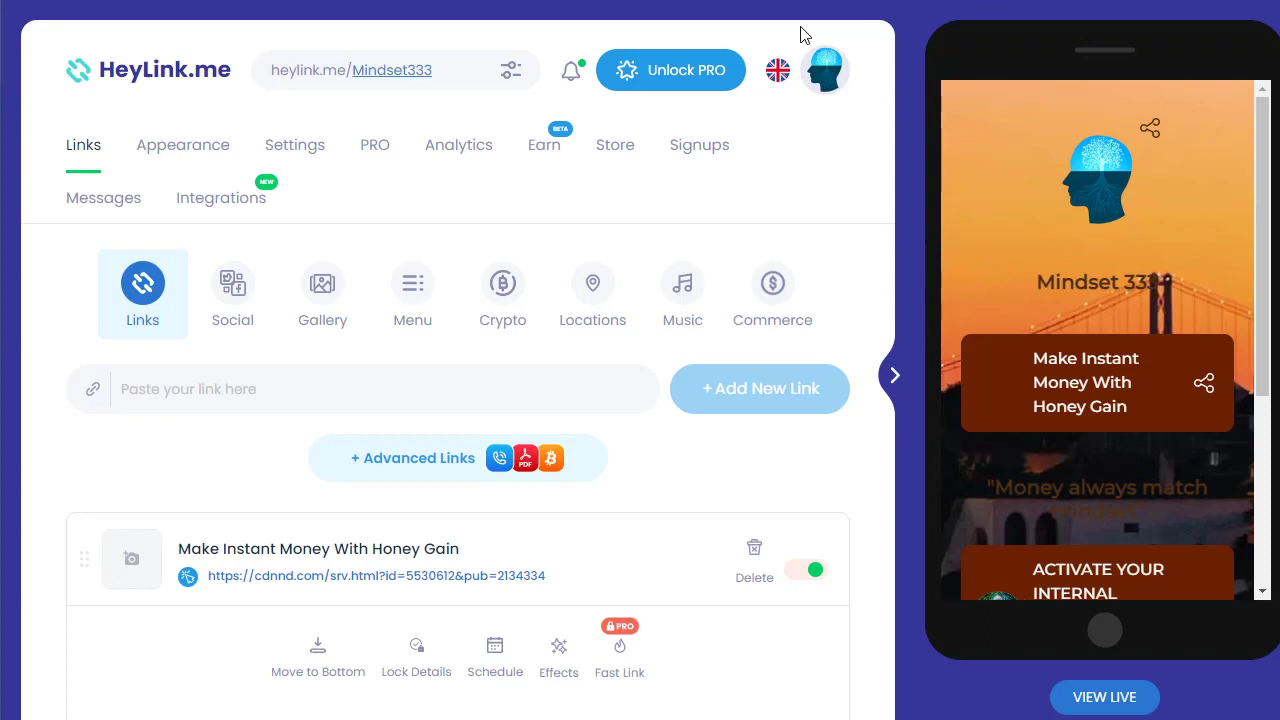 HeyLink.me
heylink.me/Mindset333
Unlock PRO
Links
Appearance
Settings
PRO
Analytics
Earn
BETA
Store
Signups
Messages
Integrations
NEW
Links
Social
Gallery
Menu
Crypto
Locations
Music
Commerce
Paste your link here
+ Add New Link
+ Advanced Links
PDF
Make Instant Money With Honey Gain
https://cdnnd.com/srv.html?id=5530612&pub=2134334
Delete
Move to Bottom
Lock Details
Schedule
Effects
PRO
Fast Link
Mindset 333
Make Instant
Money With
Honey Gain
"Money always match
mindset"
ACTIVATE YOUR
INTERNAL
VIEW LIVE